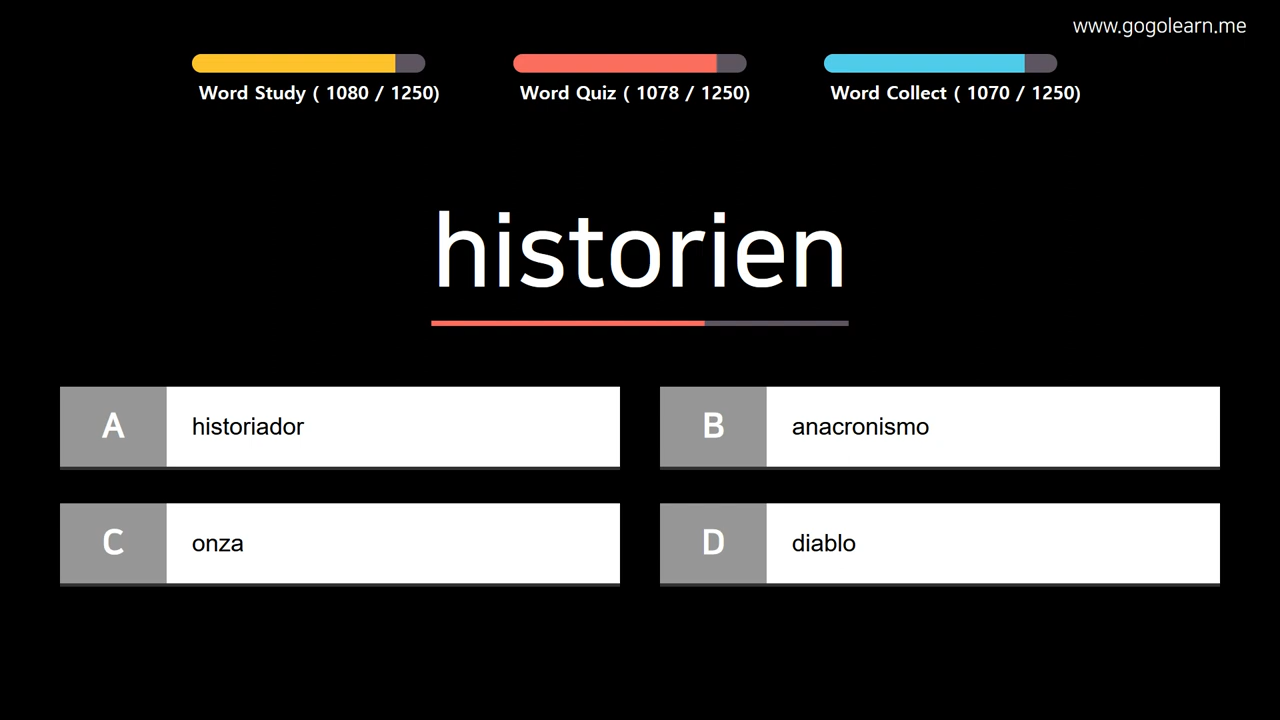 www.gogolearn.me
Word Study ( 1080 / 1250)
Word Quiz ( 1078 / 1250)
Word Collect ( 1070 / 1250)
historien
A historiador
B anacronismo
C onza
D diablo